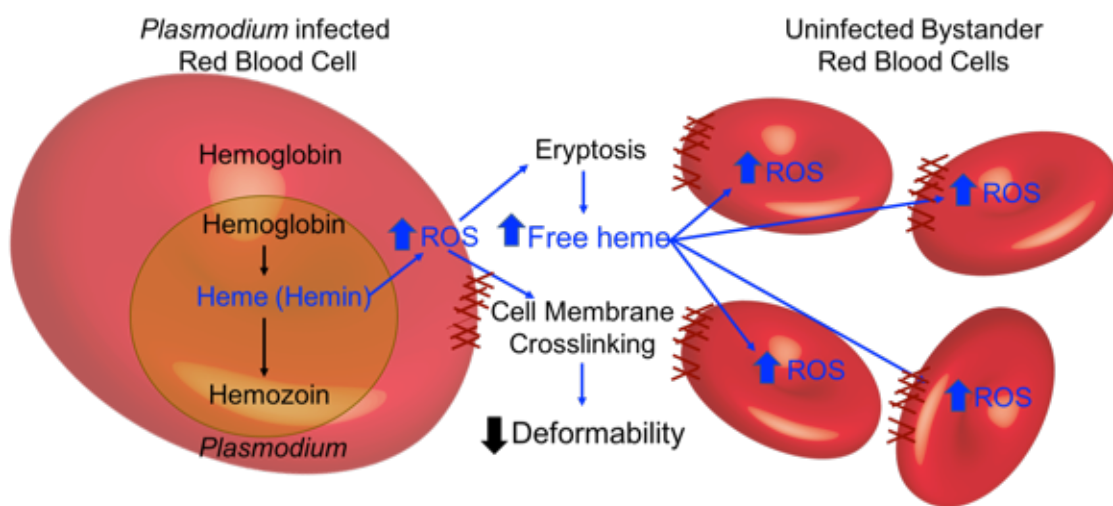 Plasmodium infected
Red Blood Cell
Uninfected Bystander
Red Blood Cells
Hemoglobin
Hemoglobin
Heme (Hemin)
Hemozoin
Plasmodium
ROS
Eryptosis
Free heme
Cell Membrane
Crosslinking
Deformability
ROS
ROS
ROS
ROS